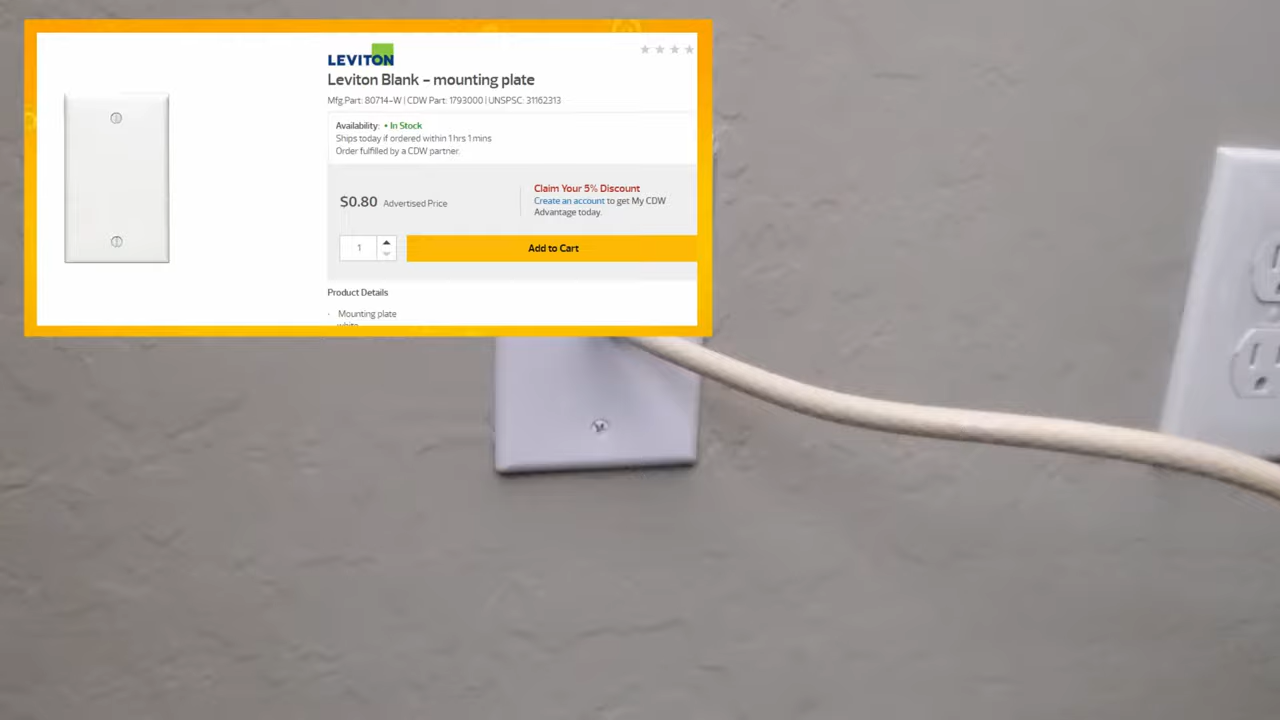 LEVITON
Leviton Blank - mounting plate
Mfg.Part: 80714-W | CDW Part: 1793000 | UNSPSC: 31162313
Availability: • In Stock
Ships today if ordered within 1 hrs 1 mins
Order fulfilled by a CDW partner.
$0.80 Advertised Price
Claim Your 5% Discount
Create an account to get My CDW
Advantage today.
1
Add to Cart
Product Details
· Mounting plate
white